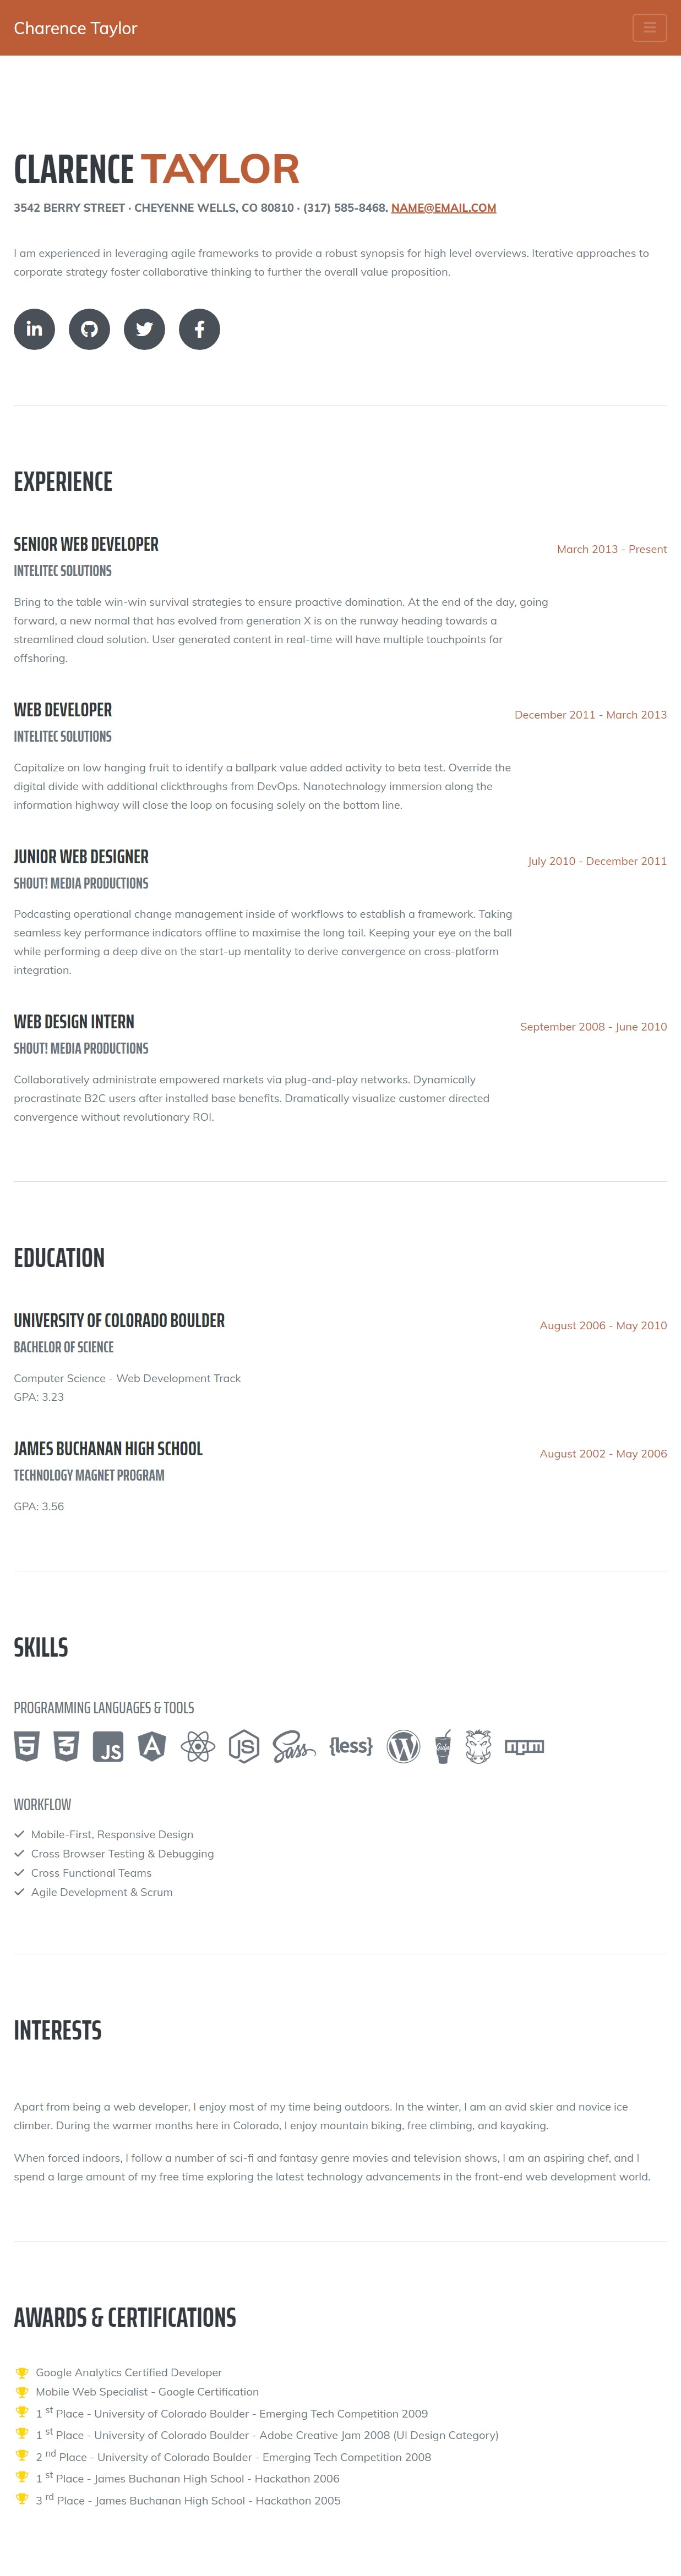 Charence Taylor
CLARENCE TAYLOR
3542 BERRY STREET · CHEYENNE WELLS, CO 80810 · (317) 585-8468. NAME@EMAIL.COM
I am experienced in leveraging agile frameworks to provide a robust synopsis for high level overviews. Iterative approaches to
corporate strategy foster collaborative thinking to further the overall value proposition.
in
EXPERIENCE
SENIOR WEB DEVELOPER
March 2013 - Present
INTELITEC SOLUTIONS
Bring to the table win-win survival strategies to ensure proactive domination. At the end of the day, going
forward, a new normal that has evolved from generation X is on the runway heading towards a
streamlined cloud solution. User generated content in real-time will have multiple touchpoints for
offshoring.
WEB DEVELOPER
December 2011 - March 2013
INTELITEC SOLUTIONS
Capitalize on low hanging fruit to identify a ballpark value added activity to beta test. Override the
digital divide with additional clickthroughs from DevOps. Nanotechnology immersion along the
information highway will close the loop on focusing solely on the bottom line.
JUNIOR WEB DESIGNER
July 2010 - December 2011
SHOUT! MEDIA PRODUCTIONS
Podcasting operational change management inside of workflows to establish a framework. Taking
seamless key performance indicators offline to maximise the long tail. Keeping your eye on the ball
while performing a deep dive on the start-up mentality to derive convergence on cross-platform
integration.
WEB DESIGN INTERN
September 2008 - June 2010
SHOUT! MEDIA PRODUCTIONS
Collaboratively administrate empowered markets via plug-and-play networks. Dynamically
procrastinate B2C users after installed base benefits. Dramatically visualize customer directed
convergence without revolutionary ROI.
EDUCATION
UNIVERSITY OF COLORADO BOULDER
August 2006 - May 2010
BACHELOR OF SCIENCE
Computer Science - Web Development Track
GPA: 3.23
JAMES BUCHANAN HIGH SCHOOL
August 2002 - May 2006
TECHNOLOGY MAGNET PROGRAM
GPA: 3.56
SKILLS
PROGRAMMING LANGUAGES & TOOLS
5 3 JS A JS Sass {less} W Gulp npm
WORKFLOW
Mobile-First, Responsive Design
Cross Browser Testing & Debugging
Cross Functional Teams
Agile Development & Scrum
INTERESTS
Apart from being a web developer, I enjoy most of my time being outdoors. In the winter, I am an avid skier and novice ice
climber. During the warmer months here in Colorado, I enjoy mountain biking, free climbing, and kayaking.
When forced indoors, I follow a number of sci-fi and fantasy genre movies and television shows, I am an aspiring chef, and I
spend a large amount of my free time exploring the latest technology advancements in the front-end web development world.
AWARDS & CERTIFICATIONS
Google Analytics Certified Developer
Mobile Web Specialist - Google Certification
1 st Place - University of Colorado Boulder - Emerging Tech Competition 2009
1 st Place - University of Colorado Boulder - Adobe Creative Jam 2008 (UI Design Category)
2 nd Place - University of Colorado Boulder - Emerging Tech Competition 2008
1 st Place - James Buchanan High School - Hackathon 2006
3 rd Place - James Buchanan High School - Hackathon 2005